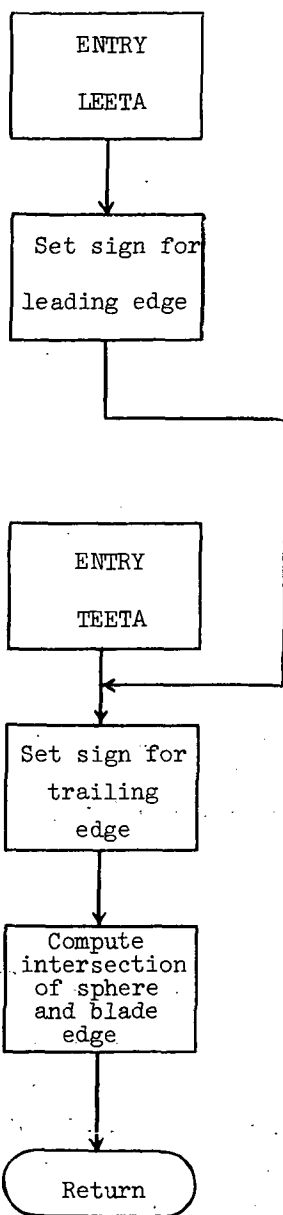 ENTRY
LEETA
Set sign for
leading edge
ENTRY
TEETA
Set sign for
trailing
edge
Compute
intersection
of sphere
and blade
edge
Return